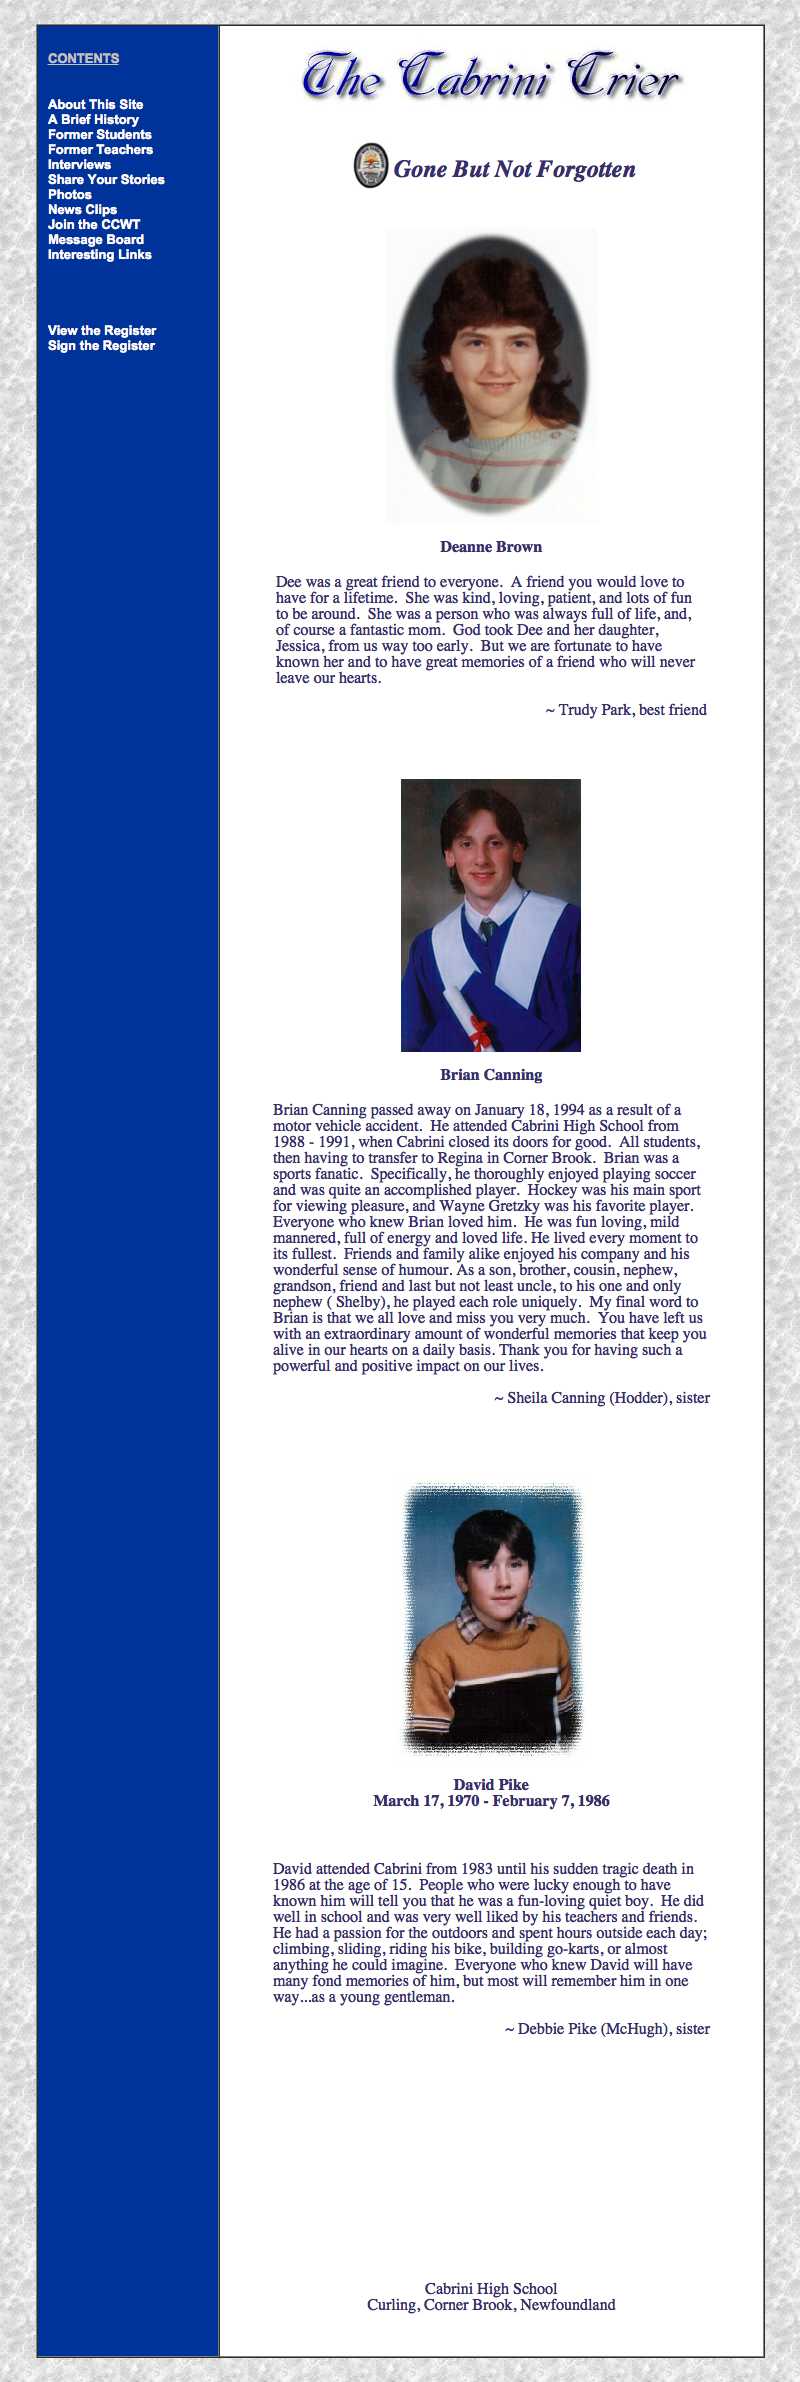 CONTENTS
About This Site
A Brief History
Former Students
Former Teachers
Interviews
Share Your Stories
Photos
News Clips
Join the CCWT
Message Board
Interesting Links
View the Register
Sign the Register
The Cabrini Crier
Gone But Not Forgotten
Deanne Brown
Dee was a great friend to everyone.  A friend you would love to
have for a lifetime.  She was kind, loving, patient, and lots of fun
to be around.  She was a person who was always full of life, and,
of course a fantastic mom.  God took Dee and her daughter,
Jessica, from us way too early.  But we are fortunate to have
known her and to have great memories of a friend who will never
leave our hearts.
~ Trudy Park, best friend
Brian Canning
Brian Canning passed away on January 18, 1994 as a result of a
motor vehicle accident.  He attended Cabrini High School from
1988 - 1991, when Cabrini closed its doors for good.  All students,
then having to transfer to Regina in Corner Brook.  Brian was a
sports fanatic.  Specifically, he thoroughly enjoyed playing soccer
and was quite an accomplished player.  Hockey was his main sport
for viewing pleasure, and Wayne Gretzky was his favorite player.
Everyone who knew Brian loved him.  He was fun loving, mild
mannered, full of energy and loved life. He lived every moment to
its fullest.  Friends and family alike enjoyed his company and his
wonderful sense of humour. As a son, brother, cousin, nephew,
grandson, friend and last but not least uncle, to his one and only
nephew ( Shelby), he played each role uniquely.  My final word to
Brian is that we all love and miss you very much.  You have left us
with an extraordinary amount of wonderful memories that keep you
alive in our hearts on a daily basis. Thank you for having such a
powerful and positive impact on our lives.
~ Sheila Canning (Hodder), sister
David Pike
March 17, 1970 - February 7, 1986
David attended Cabrini from 1983 until his sudden tragic death in
1986 at the age of 15.  People who were lucky enough to have
known him will tell you that he was a fun-loving quiet boy.  He did
well in school and was very well liked by his teachers and friends.
He had a passion for the outdoors and spent hours outside each day;
climbing, sliding, riding his bike, building go-karts, or almost
anything he could imagine.  Everyone who knew David will have
many fond memories of him, but most will remember him in one
way...as a young gentleman.
~ Debbie Pike (McHugh), sister
Cabrini High School
Curling, Corner Brook, Newfoundland